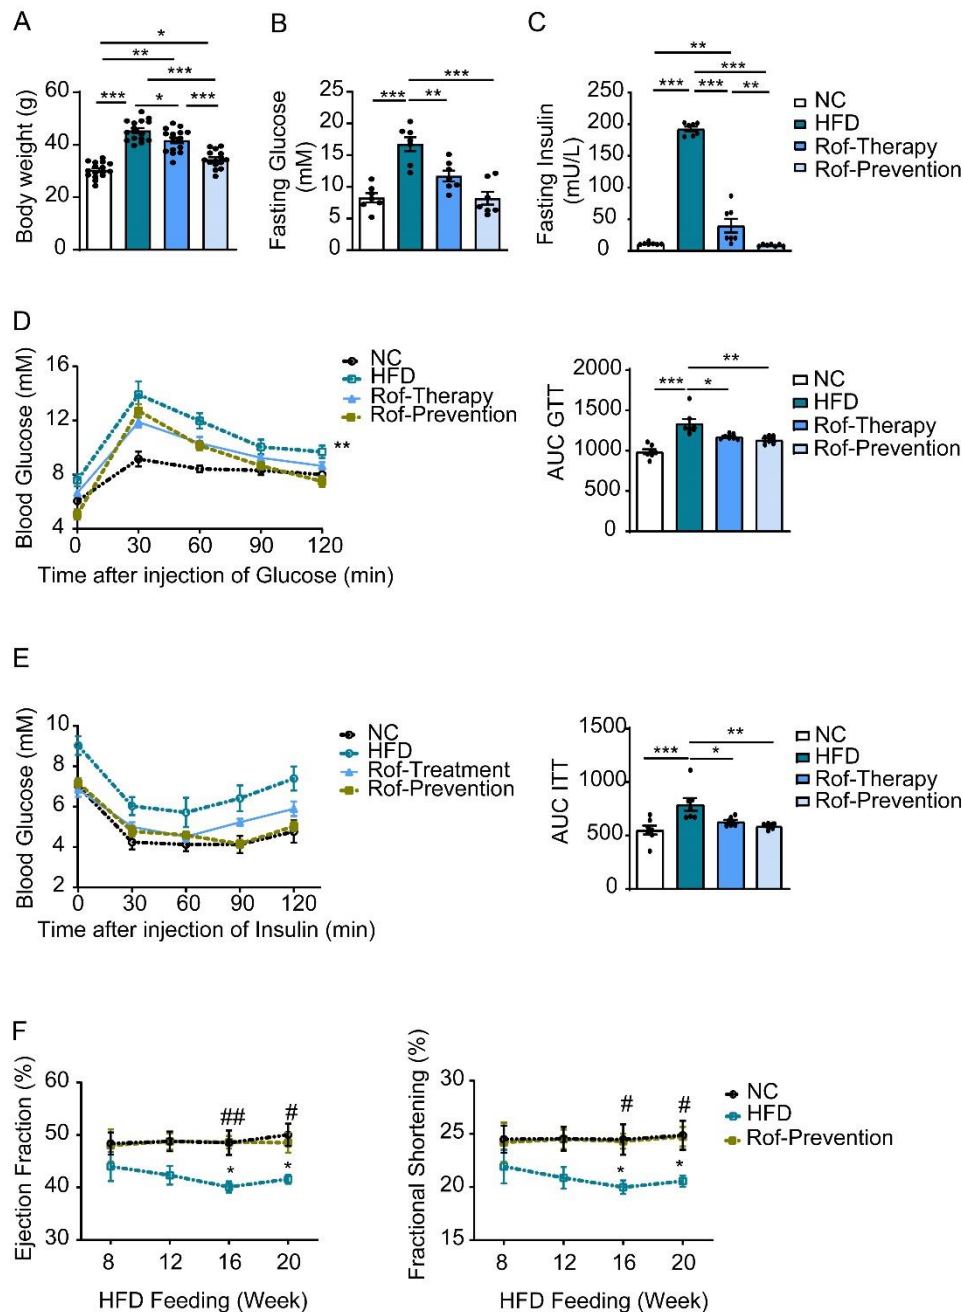 A
B
C
*
**
***
***
*
***
Body weight (g)
60
40
20
0
***
***
**
Fasting Glucose
(mM)
25
20
15
10
5
0
**
***
***
***
**
Fasting Insulin
(mU/L)
250
200
150
100
50
0
NC
HFD
Rof-Therapy
Rof-Prevention
D
Blood Glucose (mM)
16
12
8
4
0
30
60
90
120
Time after injection of Glucose (min)
NC
HFD
Rof-Therapy
Rof-Prevention
**
AUC GTT
2000
1500
1000
500
0
**
***
*
NC
HFD
Rof-Therapy
Rof-Prevention
E
Blood Glucose (mM)
10
8
6
4
2
0
30
60
90
120
Time after injection of Insulin (min)
NC
HFD
Rof-Treatment
Rof-Prevention
AUC ITT
1500
1000
500
0
**
***
*
NC
HFD
Rof-Therapy
Rof-Prevention
F
Ejection Fraction (%)
60
50
40
30
##
#
*
*
8
12
16
20
HFD Feeding (Week)
Fractional Shortening (%)
30
25
20
15
#
#
*
*
8
12
16
20
HFD Feeding (Week)
NC
HFD
Rof-Prevention